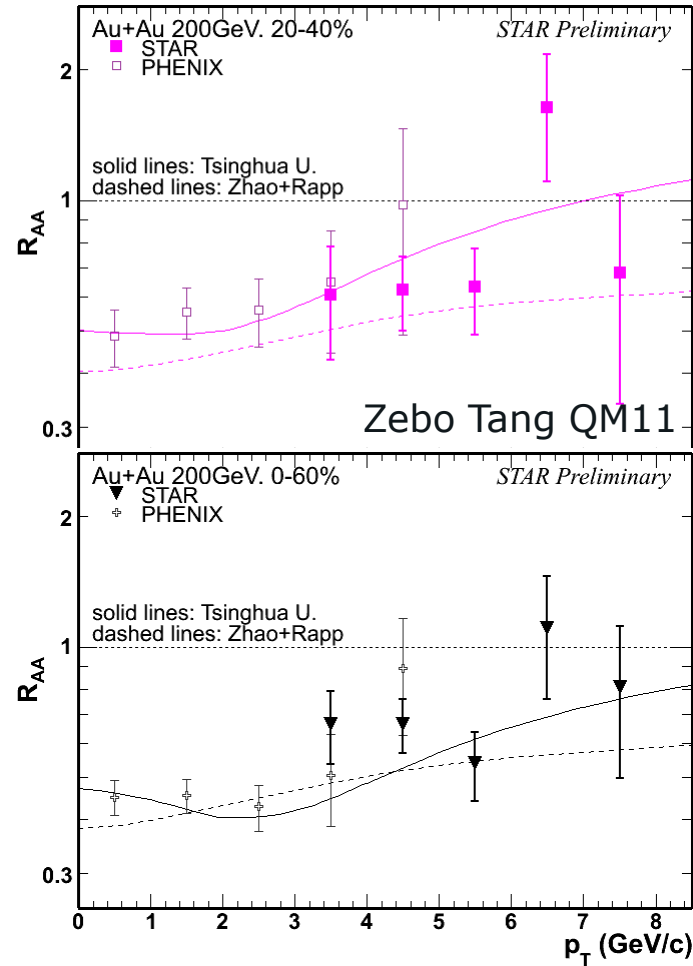 Au+Au 200GeV. 20-40%
STAR Preliminary
STAR
PHENIX
2
solid lines: Tsinghua U.
dashed lines: Zhao+Rapp
1
R_AA
0.3
Zebo Tang QM11
Au+Au 200GeV. 0-60%
STAR Preliminary
STAR
PHENIX
2
solid lines: Tsinghua U.
dashed lines: Zhao+Rapp
1
R_AA
0.3
0 1 2 3 4 5 6 7 8
p_T (GeV/c)